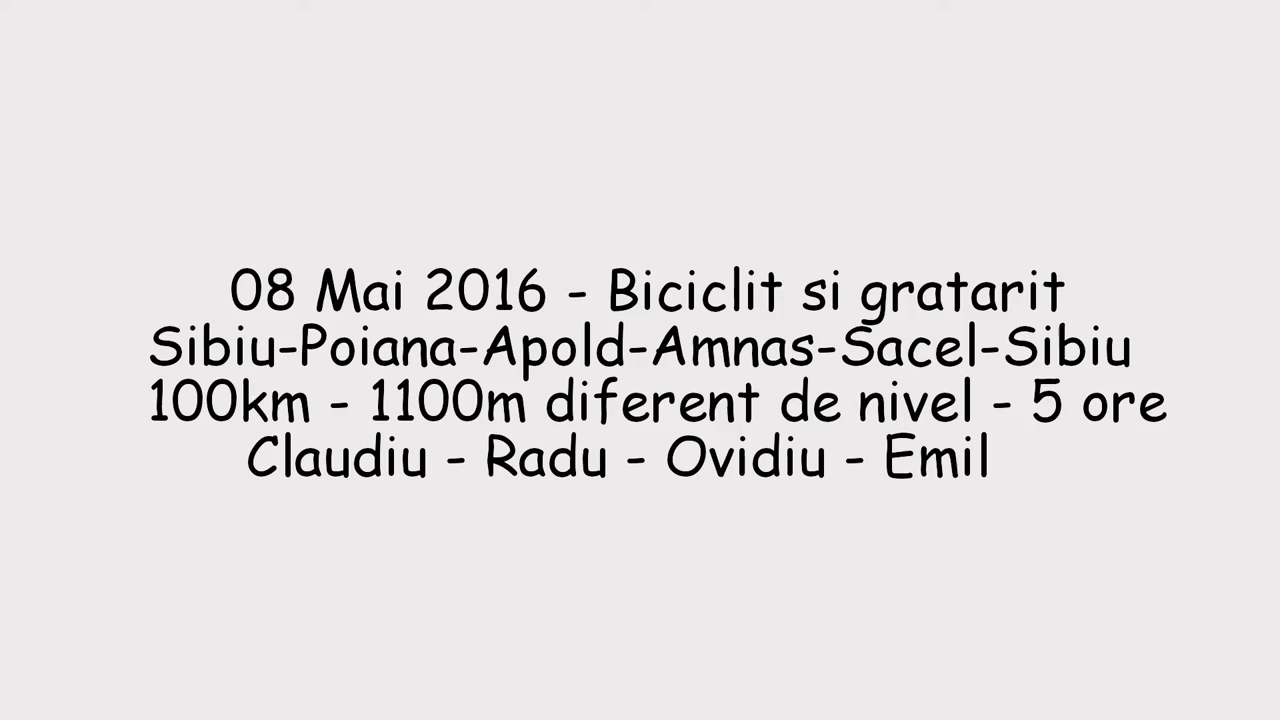 08 Mai 2016 - Biciclit si gratarit
Sibiu-Poiana-Apold-Amnas-Sacel-Sibiu
100km - 1100m diferent de nivel - 5 ore
Claudiu - Radu - Ovidiu - Emil